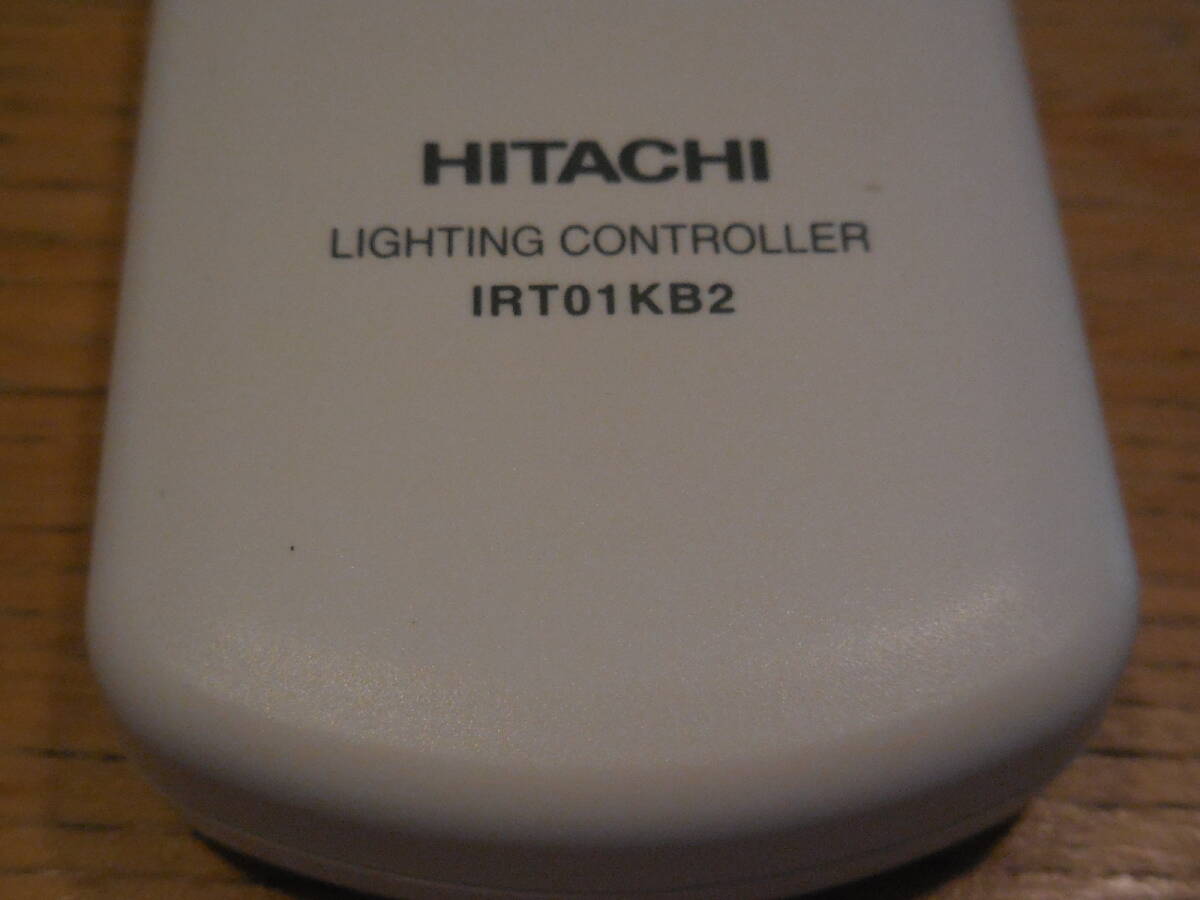 HITACHI
LIGHTING CONTROLLER
IRT01KB2